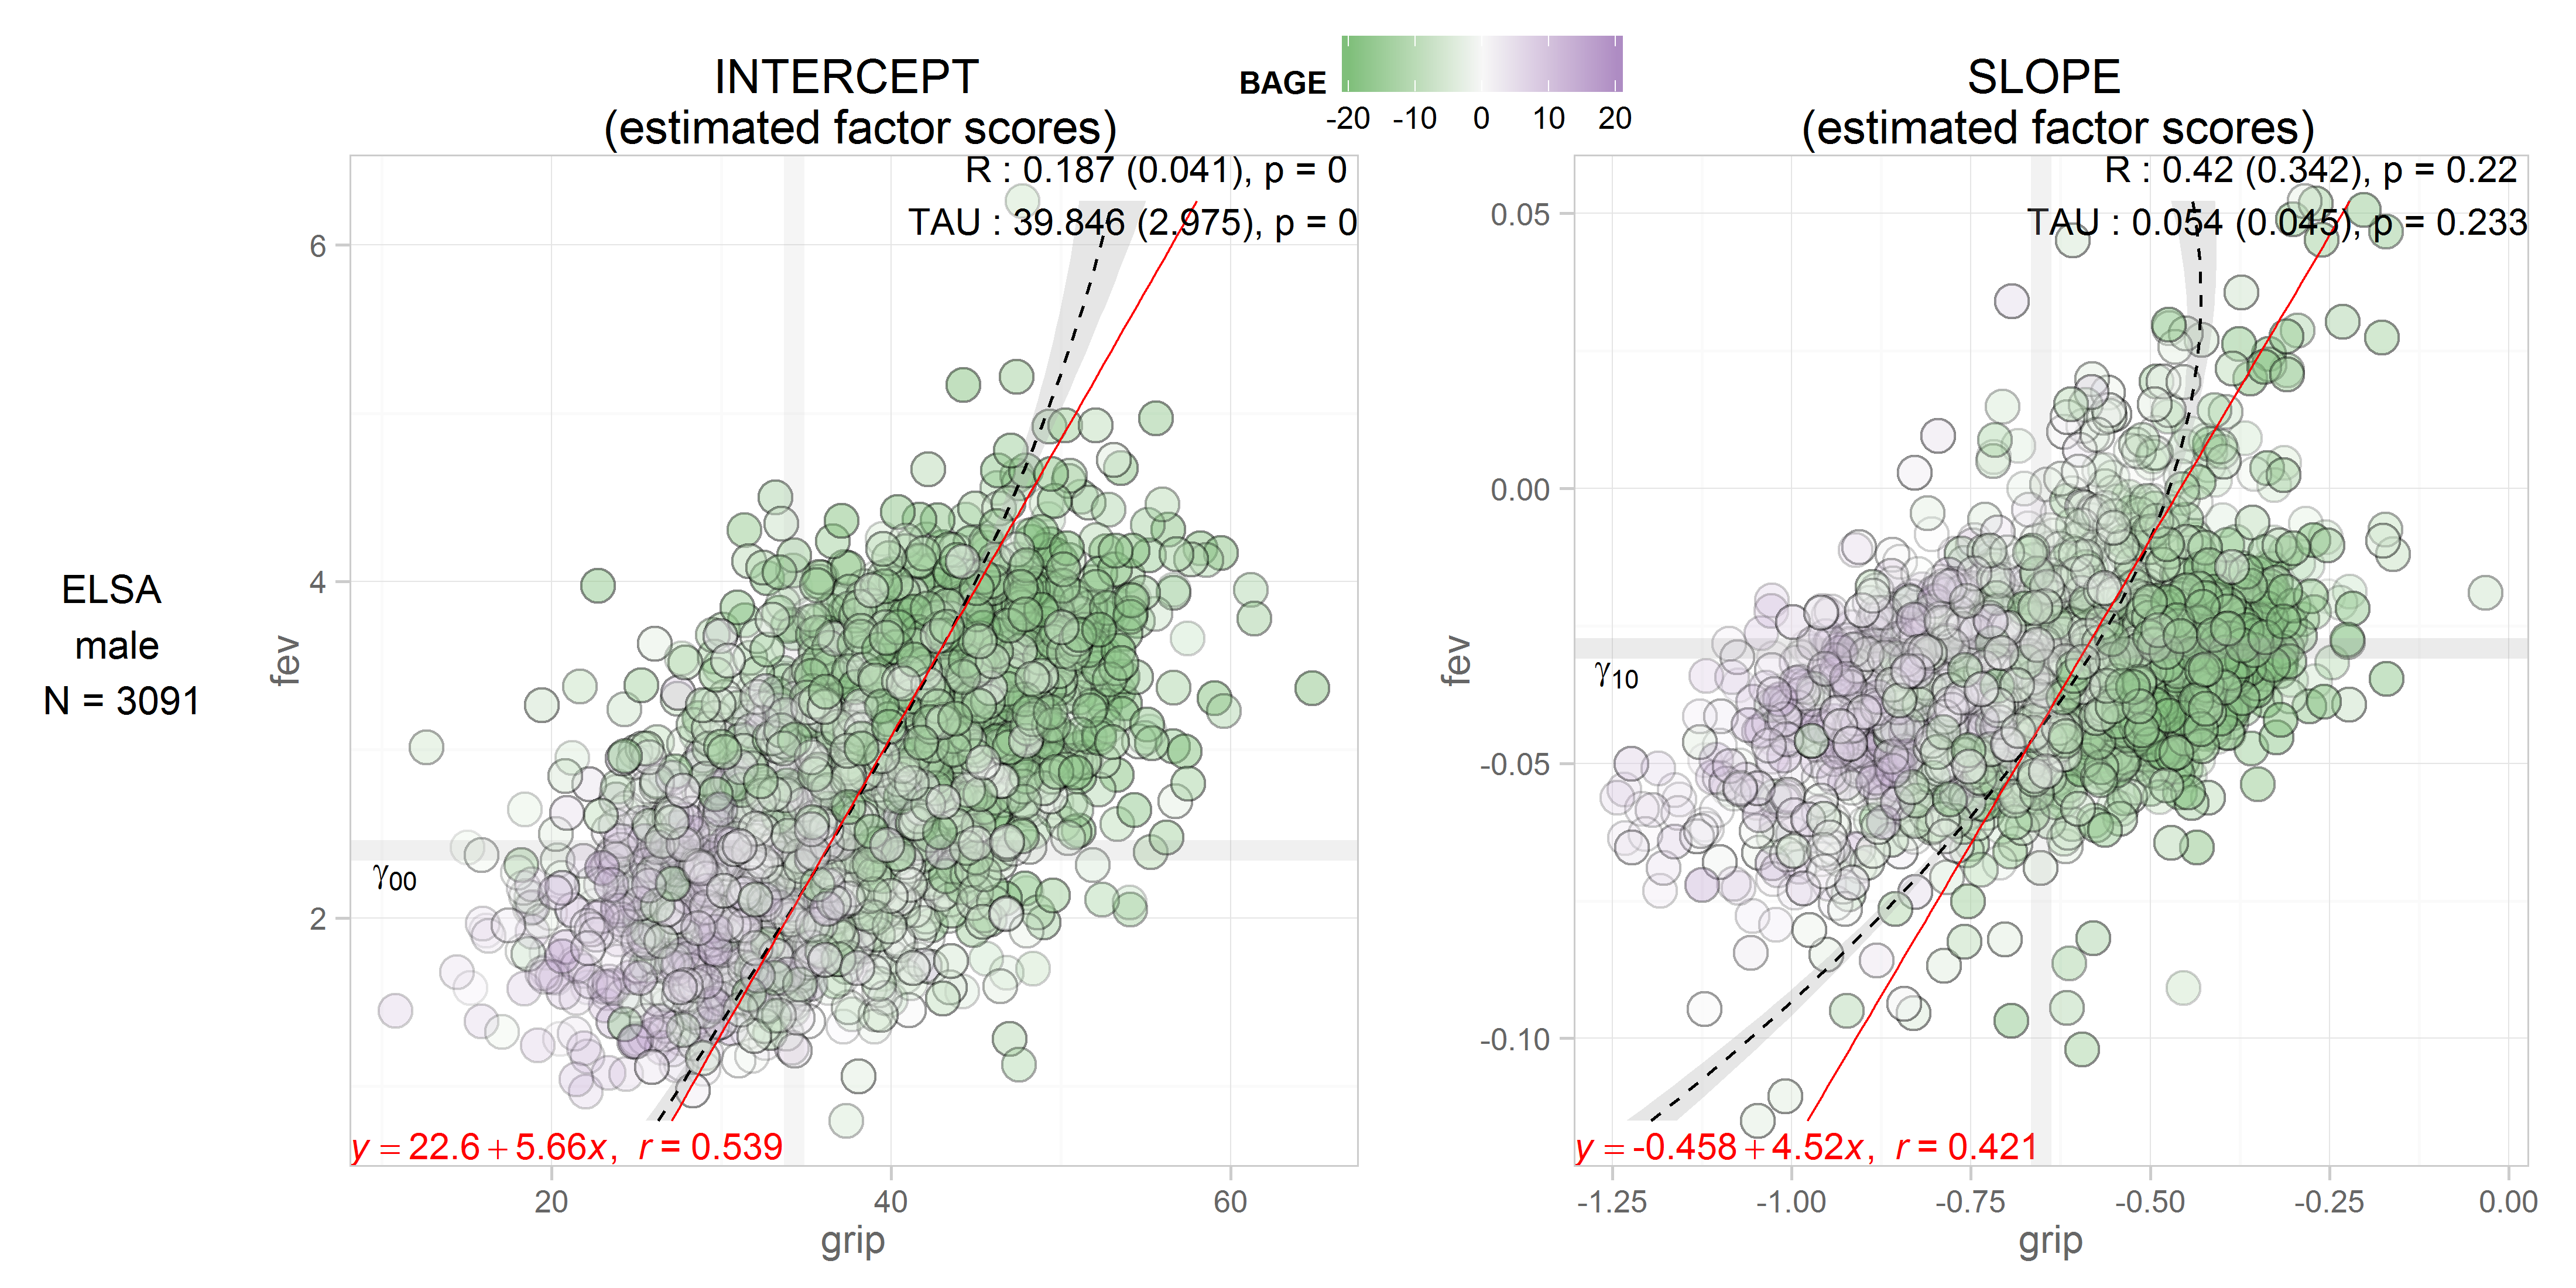 BAGE
-20 -10 0 10 20
INTERCEPT
(estimated factor scores)
SLOPE
(estimated factor scores)
ELSA
male
N = 3091
R : 0.187 (0.041), p = 0
TAU : 39.846 (2.975), p = 0
fev
6
4
2
γ00
y = 22.6 + 5.66x, r = 0.539
20 40 60
grip
R : 0.42 (0.342), p = 0.22
TAU : 0.054 (0.045), p = 0.233
fev
0.05
0.00
-0.05
-0.10
γ10
y = -0.458 + 4.52x, r = 0.421
-1.25 -1.00 -0.75 -0.50 -0.25 0.00
grip